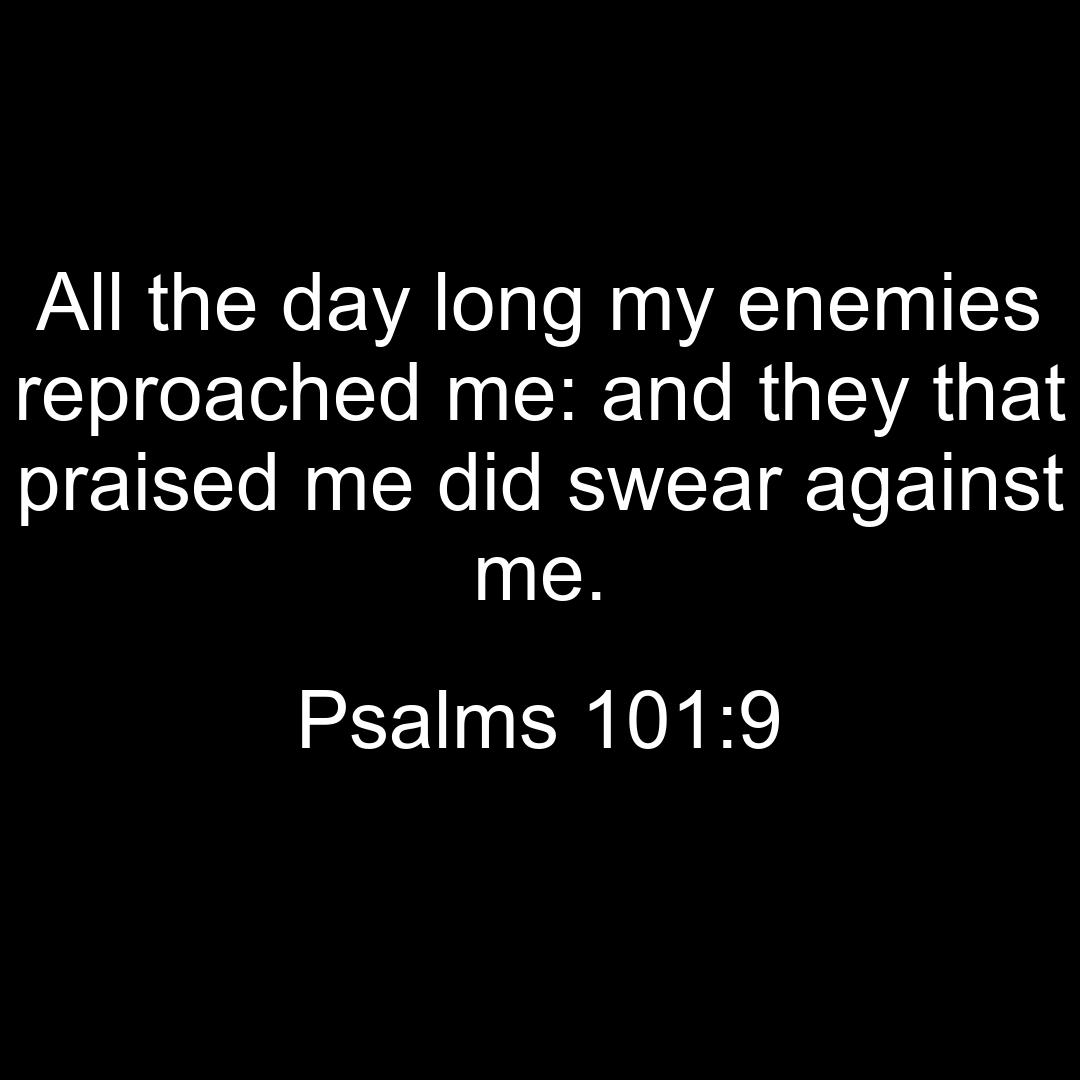 All the day long my enemies
reproached me: and they that
praised me did swear against
me.
Psalms 101:9